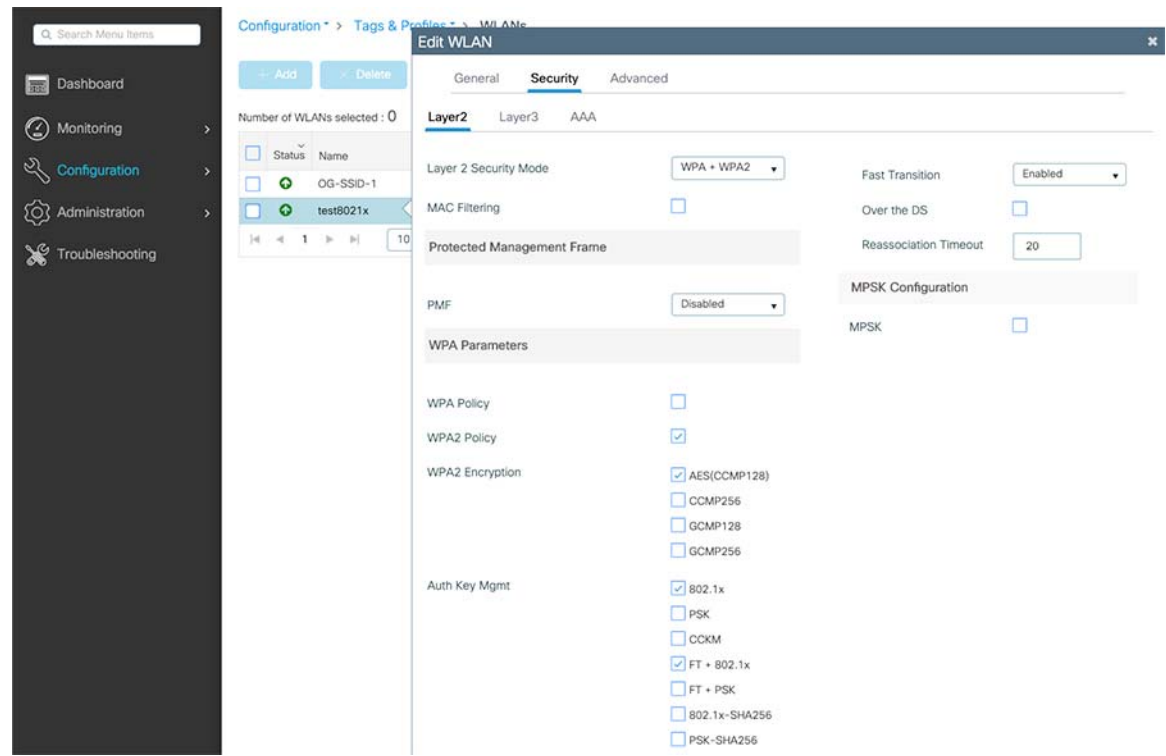 Search Menu Items
Dashboard
Monitoring
Configuration
Administration
Troubleshooting
Configuration > Tags & Profiles > WLANs
+ Add × Delete
Number of WLANs selected : 0
Status Name
OG-SSID-1
test8021x
1 10
Edit WLAN
General Security Advanced
Layer2 Layer3 AAA
Layer 2 Security Mode WPA + WPA2
MAC Filtering
Protected Management Frame
PMF Disabled
WPA Parameters
WPA Policy
WPA2 Policy
WPA2 Encryption AES(CCMP128)
CCMP256
GCMP128
GCMP256
Auth Key Mgmt 802.1x
PSK
CCKM
FT + 802.1x
FT + PSK
802.1x-SHA256
PSK-SHA256
Fast Transition Enabled
Over the DS
Reassociation Timeout 20
MPSK Configuration
MPSK